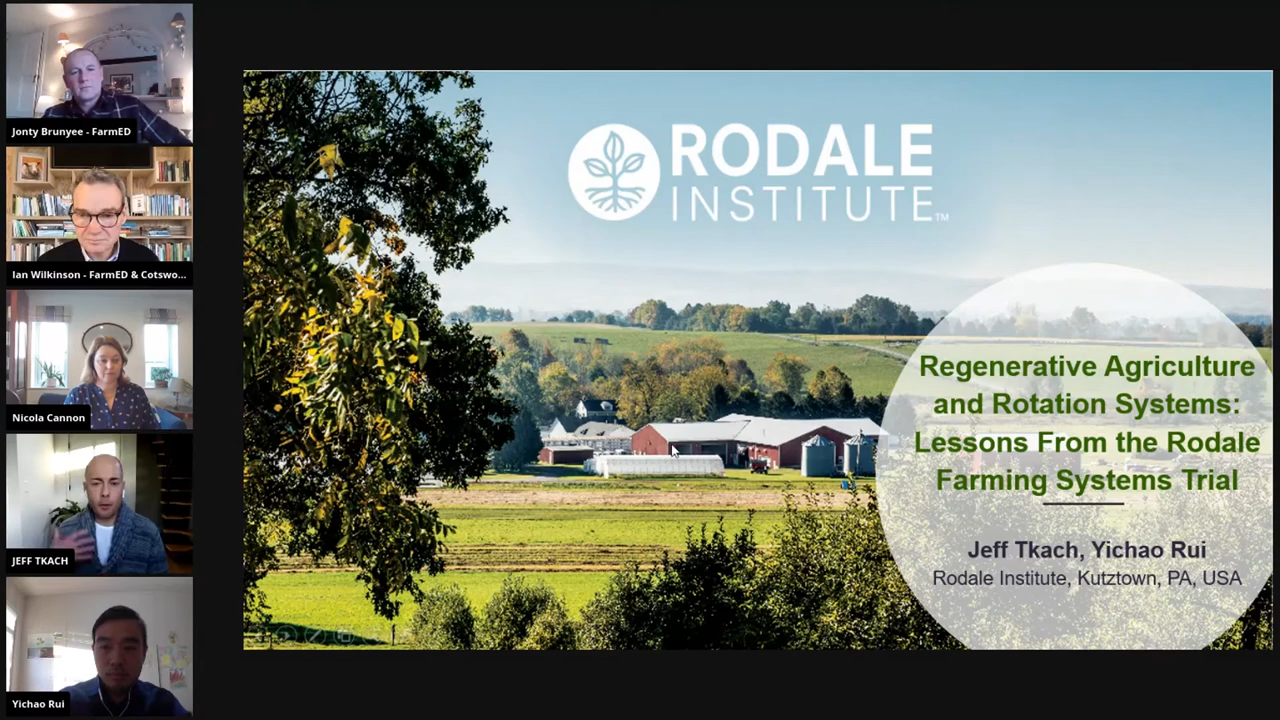 Jonty Brunyee - FarmED
Ian Wilkinson - FarmED & Cotswo...
Nicola Cannon
JEFF TKACH
Yichao Rui
RODALE
INSTITUTE™
Regenerative Agriculture
and Rotation Systems:
Lessons From the Rodale
Farming Systems Trial
Jeff Tkach, Yichao Rui
Rodale Institute, Kutztown, PA, USA